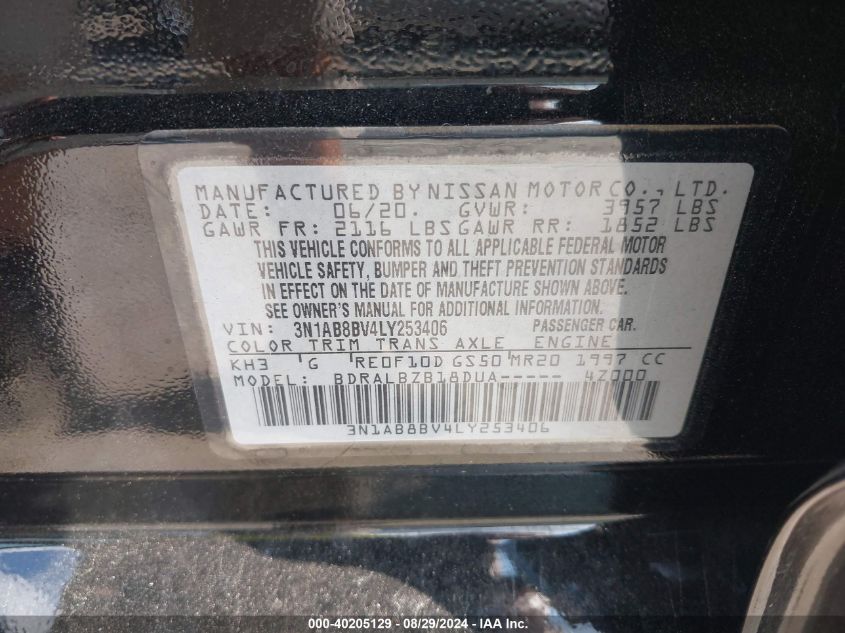 MANUFACTURED BY NISSAN MOTOR CO., LTD.
DATE: 06/20. GVWR: 3957 LBS
GAWR FR: 2116 LBS GAWR RR: 1852 LBS
THIS VEHICLE CONFORMS TO ALL APPLICABLE FEDERAL MOTOR
VEHICLE SAFETY, BUMPER AND THEFT PREVENTION STANDARDS
IN EFFECT ON THE DATE OF MANUFACTURE SHOWN ABOVE.
SEE OWNER'S MANUAL FOR ADDITIONAL INFORMATION.
VIN: 3N1AB8BV4LY253406 PASSENGER CAR.
COLOR TRIM TRANS AXLE ENGINE
KH3 G RE0F10D GS50 MR20 1997 CC
MODEL: BDRALBZB18DUA----- 4Z000
3N1AB8BV4LY253406
000-40205129 - 08/29/2024 - IAAI Inc.